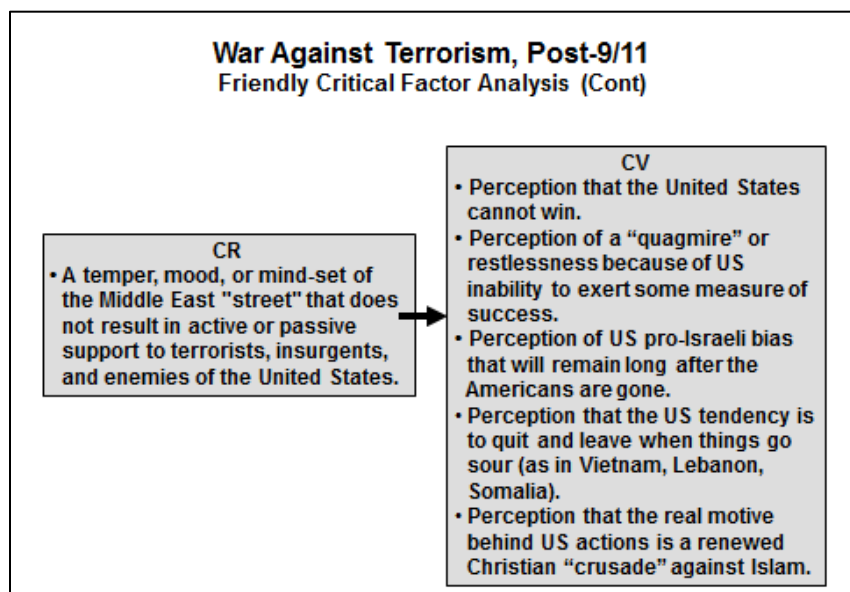 War Against Terrorism, Post-9/11
Friendly Critical Factor Analysis (Cont)
CR
• A temper, mood, or mind-set of
the Middle East "street" that does
not result in active or passive
support to terrorists, insurgents,
and enemies of the United States.
CV
• Perception that the United States
cannot win.
• Perception of a “quagmire” or
restlessness because of US
inability to exert some measure of
success.
• Perception of US pro-Israeli bias
that will remain long after the
Americans are gone.
• Perception that the US tendency is
to quit and leave when things go
sour (as in Vietnam, Lebanon,
Somalia).
• Perception that the real motive
behind US actions is a renewed
Christian “crusade” against Islam.